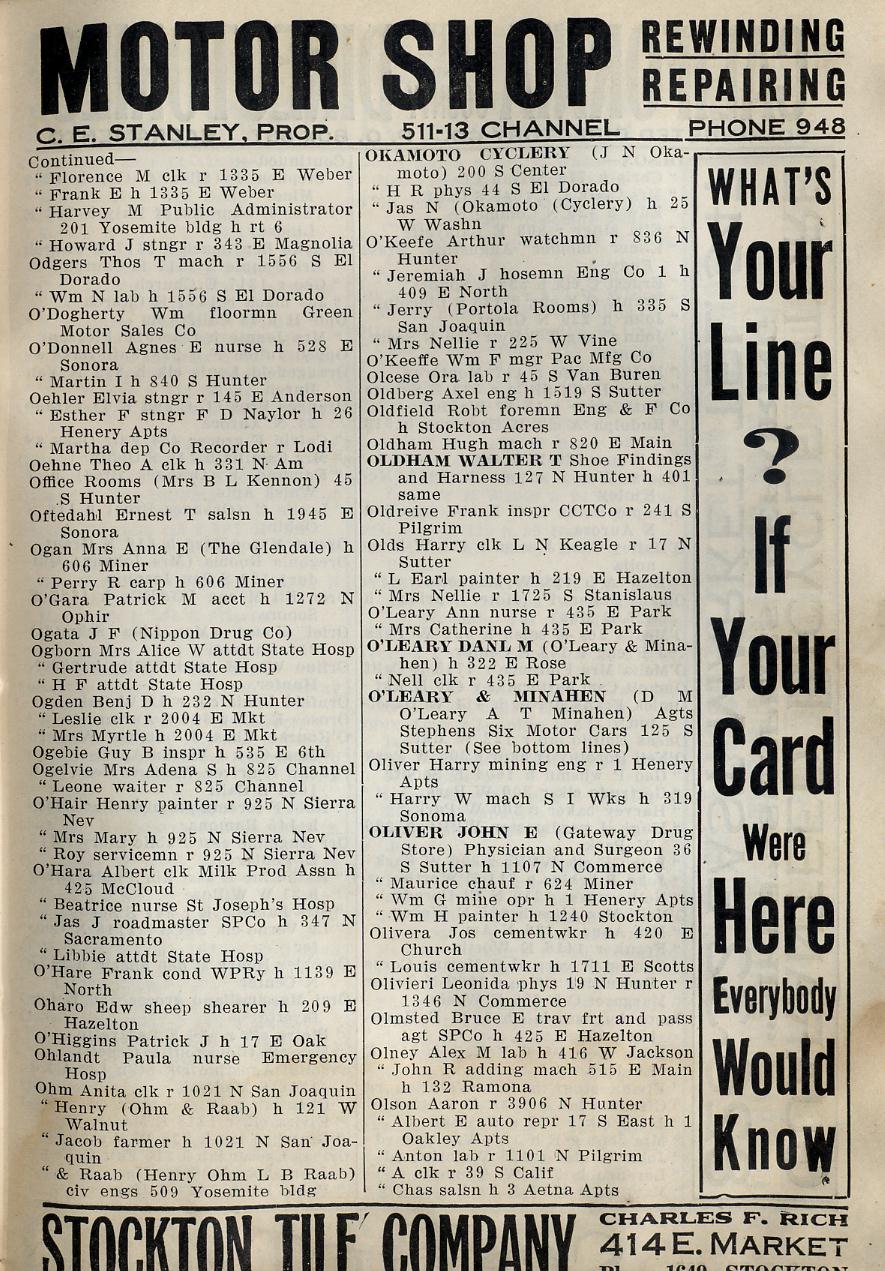 MOTOR SHOP
REWINDING
REPAIRING
C. E. STANLEY, PROP. 511-13 CHANNEL PHONE 948
Continued—
“ Florence M clk r 1335 E Weber
“ Frank E h 1335 E Weber
“ Harvey M Public Administrator
201 Yosemite bldg h rt 6
“ Howard J stngr r 343 E Magnolia
Odgers Thos T mach r 1556 S El
Dorado
“ Wm N lab h 1556 S El Dorado
O'Dogherty Wm floormn Green
Motor Sales Co
O'Donnell Agnes E nurse h 528 E
Sonora
“ Martin I h 840 S Hunter
Oehler Elvia stngr r 145 E Anderson
“ Esther F stngr F D Naylor h 26
Henery Apts
“ Martha dep Co Recorder r Lodi
Oehne Theo A clk h 331 N Am
Office Rooms (Mrs B L Kennon) 45
S Hunter
Oftedahl Ernest T salsn h 1945 E
Sonora
Ogan Mrs Anna E (The Glendale) h
606 Miner
“ Perry R carp h 606 Miner
O'Gara Patrick M acct h 1272 N
Ophir
Ogata J F (Nippon Drug Co)
Ogborn Mrs Alice W attdt State Hosp
“ Gertrude attdt State Hosp
“ H F attdt State Hosp
Ogden Benj D h 232 N Hunter
“ Leslie clk r 2004 E Mkt
“ Mrs Myrtle h 2004 E Mkt
Ogebie Guy B inspr h 535 E 6th
Ogelvie Mrs Adena S h 825 Channel
“ Leone waiter r 825 Channel
O'Hair Henry painter r 925 N Sierra
Nev
“ Mrs Mary h 925 N Sierra Nev
“ Roy servicemn r 925 N Sierra Nev
O'Hara Albert clk Milk Prod Assn h
425 McCloud
“ Beatrice nurse St Joseph's Hosp
“ Jas J roadmaster SPCo h 347 N
Sacramento
“ Libbie attdt State Hosp
O'Hare Frank cond WPRy h 1139 E
North
Oharo Edw sheep shearer h 209 E
Hazelton
O'Higgins Patrick J h 17 E Oak
Ohlandt Paula nurse Emergency
Hosp
Ohm Anita clk r 1021 N San Joaquin
“ Henry (Ohm & Raab) h 121 W
Walnut
“ Jacob farmer h 1021 N San Joa-
quin
“ & Raab (Henry Ohm L B Raab)
civ engs 509 Yosemite bldg
OKAMOTO CYCLERY (J N Oka-
moto) 200 S Center
“ H R phys 44 S El Dorado
“ Jas N (Okamoto (Cyclery) h 25
W Washn
O'Keefe Arthur watchmn r 836 N
Hunter
“ Jeremiah J hosemn Eng Co 1 h
409 E North
“ Jerry (Portola Rooms) h 335 S
San Joaquin
“ Mrs Nellie r 225 W Vine
O'Keeffe Wm F mgr Pac Mfg Co
Olcese Ora lab r 45 S Van Buren
Oldberg Axel eng h 1519 S Sutter
Oldfield Robt foremn Eng & F Co
h Stockton Acres
Oldham Hugh mach r 820 E Main
OLDHAM WALTER T Shoe Findings
and Harness 127 N Hunter h 401
same
Oldreive Frank inspr CCTCo r 241 S
Pilgrim
Olds Harry clk L N Keagle r 17 N
Sutter
“ L Earl painter h 219 E Hazelton
“ Mrs Nellie r 1725 S Stanislaus
O'Leary Ann nurse r 435 E Park
“ Mrs Catherine h 435 E Park
O'LEARY DANL M (O'Leary & Mina-
hen) h 322 E Rose
“ Nell clk r 435 E Park
O'LEARY & MINAHEN (D M
O'Leary A T Minahen) Agts
Stephens Six Motor Cars 125 S
Sutter (See bottom lines)
Oliver Harry mining eng r 1 Henery
Apts
“ Harry W mach S I Wks h 319
Sonoma
OLIVER JOHN E (Gateway Drug
Store) Physician and Surgeon 36
S Sutter h 1107 N Commerce
“ Maurice chauf r 624 Miner
“ Wm G mine opr h 1 Henery Apts
“ Wm H painter h 1240 Stockton
Olivera Jos cementwkr h 420 E
Church
“ Louis cementwkr h 1711 E Scotts
Olivieri Leonida phys 19 N Hunter r
1346 N Commerce
Olmsted Bruce E trav frt and pass
agt SPCo h 425 E Hazelton
Olney Alex M lab h 416 W Jackson
“ John R adding mach 515 E Main
h 132 Ramona
Olson Aaron r 3906 N Hunter
“ Albert E auto repr 17 S East h 1
Oakley Apts
“ Anton lab r 1101 N Pilgrim
“ A clk r 39 S Calif
“ Chas salsn h 3 Aetna Apts
WHAT'S
Your
Line
?
If
Your
Card
Were
Here
Everybody
Would
Know
STOCKTON TILE COMPANY
CHARLES F. RICH
414 E. MARKET